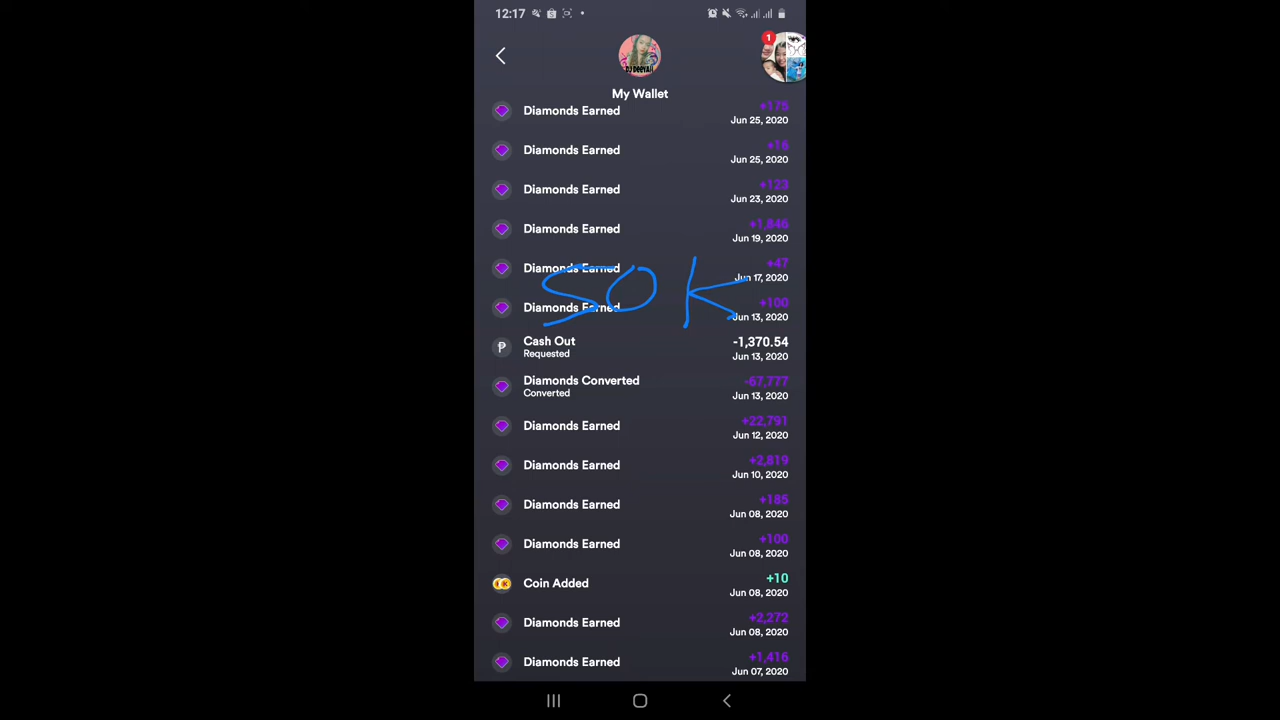 12:17
DJ DEEYAH
1
My Wallet
Diamonds Earned +175
Jun 25, 2020
Diamonds Earned +16
Jun 25, 2020
Diamonds Earned +123
Jun 23, 2020
Diamonds Earned +1,846
Jun 19, 2020
Diamonds Earned +47
Jun 17, 2020
50 K
Diamonds Earned +100
Jun 13, 2020
Cash Out -1,370.54
Requested Jun 13, 2020
Diamonds Converted -67,777
Converted Jun 13, 2020
Diamonds Earned +22,791
Jun 12, 2020
Diamonds Earned +2,819
Jun 10, 2020
Diamonds Earned +185
Jun 08, 2020
Diamonds Earned +100
Jun 08, 2020
Coin Added +10
Jun 08, 2020
Diamonds Earned +2,272
Jun 08, 2020
Diamonds Earned +1,416
Jun 07, 2020